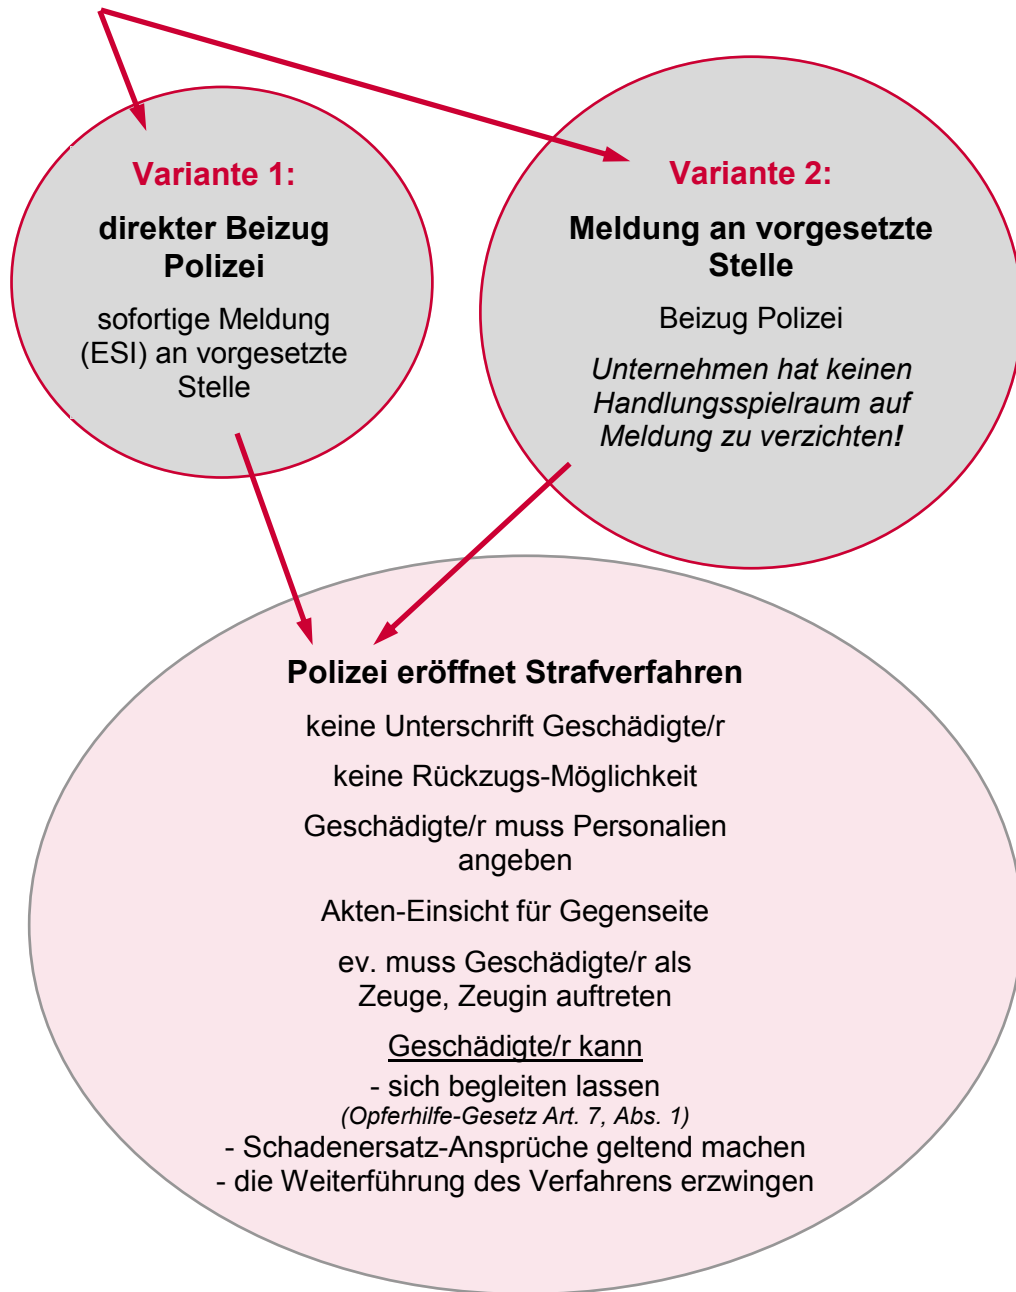 Variante 1:
direkter Beizug
Polizei
sofortige Meldung
(ESI) an vorgesetzte
Stelle
Variante 2:
Meldung an vorgesetzte
Stelle
Beizug Polizei
Unternehmen hat keinen
Handlungsspielraum auf
Meldung zu verzichten!
Polizei eröffnet Strafverfahren
keine Unterschrift Geschädigte/r
keine Rückzugs-Möglichkeit
Geschädigte/r muss Personalien
angeben
Akten-Einsicht für Gegenseite
ev. muss Geschädigte/r als
Zeuge, Zeugin auftreten
Geschädigte/r kann
- sich begleiten lassen
(Opferhilfe-Gesetz Art. 7, Abs. 1)
- Schadenersatz-Ansprüche geltend machen
- die Weiterführung des Verfahrens erzwingen